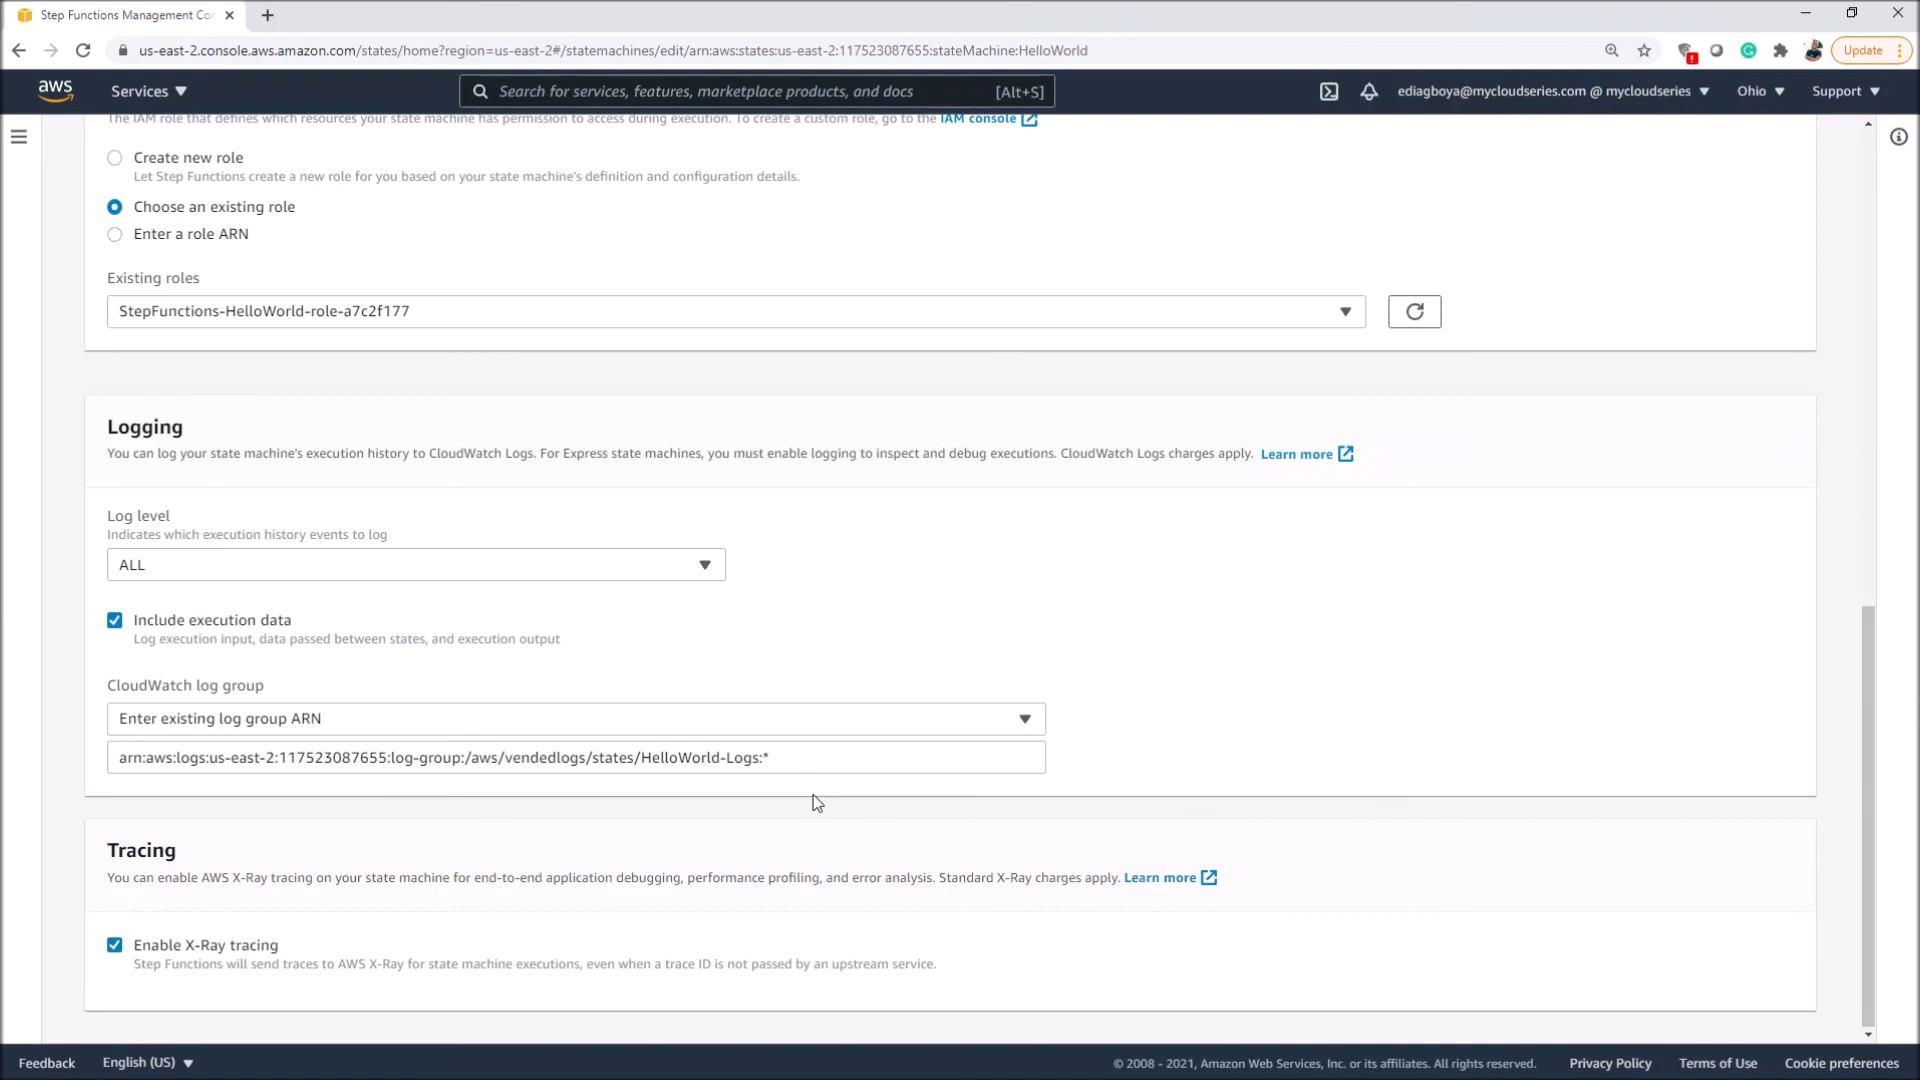 Step Functions Management Co
us-east-2.console.aws.amazon.com/states/home?region=us-east-2#/statemachines/edit/arn:aws:states:us-east-2:117523087655:stateMachine:HelloWorld
Update
aws
Services
Search for services, features, marketplace products, and docs
[Alt+S]
ediagboya@mycloudseries.com @ mycloudseries
Ohio
Support
The IAM role that defines which resources your state machine has permission to access during execution. To create a custom role, go to the IAM console
Create new role
Let Step Functions create a new role for you based on your state machine's definition and configuration details.
Choose an existing role
Enter a role ARN
Existing roles
StepFunctions-HelloWorld-role-a7c2f177
Logging
You can log your state machine's execution history to CloudWatch Logs. For Express state machines, you must enable logging to inspect and debug executions. CloudWatch Logs charges apply. Learn more
Log level
Indicates which execution history events to log
ALL
Include execution data
Log execution input, data passed between states, and execution output
CloudWatch log group
Enter existing log group ARN
arn:aws:logs:us-east-2:117523087655:log-group:/aws/vendedlogs/states/HelloWorld-Logs:*
Tracing
You can enable AWS X-Ray tracing on your state machine for end-to-end application debugging, performance profiling, and error analysis. Standard X-Ray charges apply. Learn more
Enable X-Ray tracing
Step Functions will send traces to AWS X-Ray for state machine executions, even when a trace ID is not passed by an upstream service.
Feedback
English (US)
© 2008 - 2021, Amazon Web Services, Inc. or its affiliates. All rights reserved.
Privacy Policy
Terms of Use
Cookie preferences